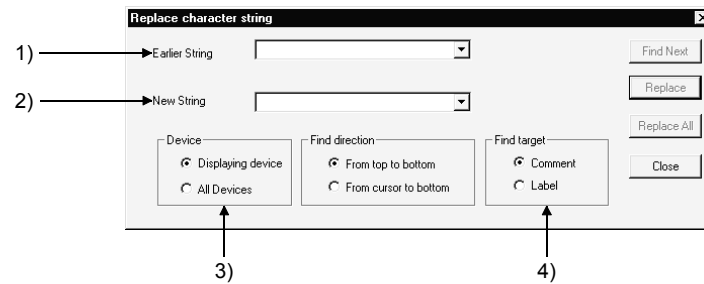 Replace character string
1)
Earlier String
Find Next
2)
New String
Replace
Replace All
Device
Find direction
Find target
Displaying device
From top to bottom
Comment
Close
All Devices
From cursor to bottom
Label
3)
4)